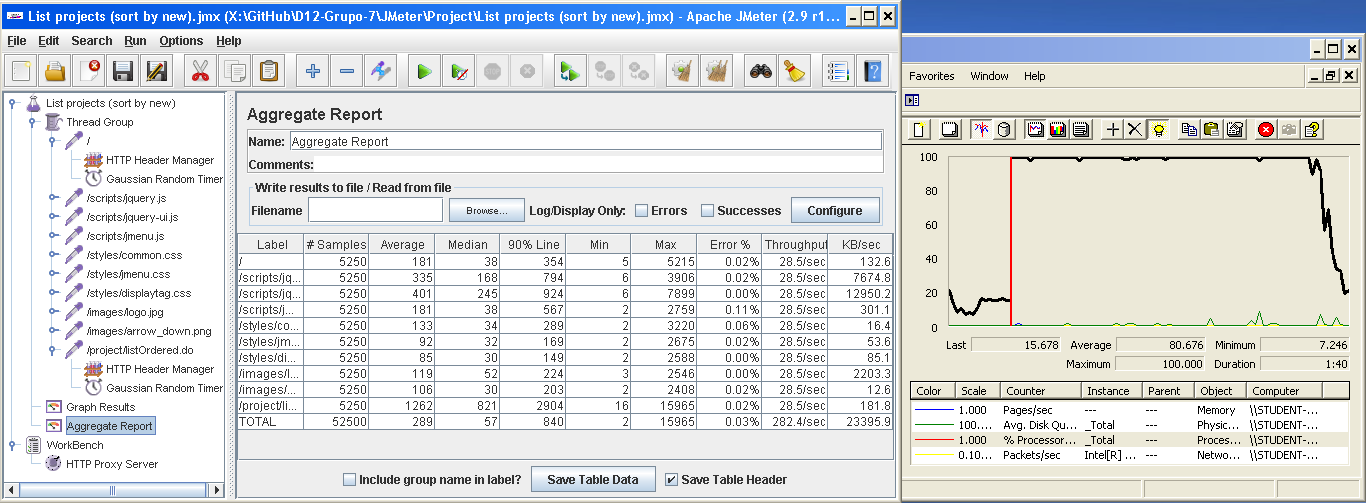 List projects (sort by new).jmx (X:\GitHub\D12-Grupo-7\JMeter\Project\List projects (sort by new).jmx) - Apache JMeter (2.9 r1...
File Edit Search Run Options Help
List projects (sort by new)
Thread Group
/
HTTP Header Manager
Gaussian Random Timer
/scripts/jquery.js
/scripts/jquery-ui.js
/scripts/jmenu.js
/styles/common.css
/styles/jmenu.css
/styles/displaytag.css
/images/logo.jpg
/images/arrow_down.png
/project/listOrdered.do
HTTP Header Manager
Gaussian Random Timer
Graph Results
Aggregate Report
WorkBench
HTTP Proxy Server
Aggregate Report
Name: Aggregate Report
Comments:
Write results to file / Read from file
Filename Browse... Log/Display Only: Errors Successes Configure
Label # Samples Average Median 90% Line Min Max Error % Throughput KB/sec
/ 5250 181 38 354 5 5215 0.02% 28.5/sec 132.6
/scripts/jq... 5250 335 168 794 6 3906 0.02% 28.5/sec 7674.8
/scripts/jq... 5250 401 245 924 6 7899 0.00% 28.5/sec 12950.2
/scripts/j... 5250 181 38 567 2 2759 0.11% 28.5/sec 301.1
/styles/co... 5250 133 34 289 2 3220 0.06% 28.5/sec 16.4
/styles/jm... 5250 92 32 169 2 2675 0.02% 28.5/sec 53.6
/styles/di... 5250 85 30 149 2 2588 0.00% 28.5/sec 85.1
/images/l... 5250 119 52 224 3 2546 0.00% 28.5/sec 2203.3
/images/... 5250 106 30 203 2 2408 0.00% 28.5/sec 12.6
/project/li... 5250 1262 821 2904 16 15965 0.02% 28.5/sec 181.8
TOTAL 52500 289 57 840 2 15965 0.03% 282.4/sec 23395.9
Include group name in label? Save Table Data Save Table Header
Favorites Window Help
100
80
60
40
20
0
Last 15.678 Average 80.676 Minimum 7.246
Maximum 100.000 Duration 1:40
Color Scale Counter Instance Parent Object Computer
1.000 Pages/sec --- --- Memory \\STUDENT-...
100.... Avg. Disk Qu... _Total --- Physic... \\STUDENT-...
1.000 % Processor... _Total --- Proces... \\STUDENT-...
0.10... Packets/sec Intel[R] ... --- Netwo... \\STUDENT-...